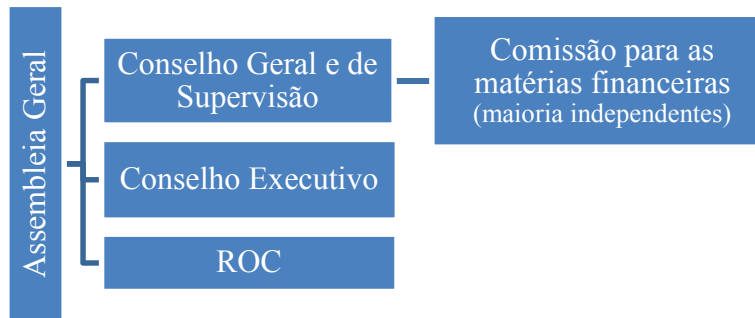 Assembleia Geral
Conselho Geral e de
Supervisão
Comissão para as
matérias financeiras
(maioria independentes)
Conselho Executivo
ROC